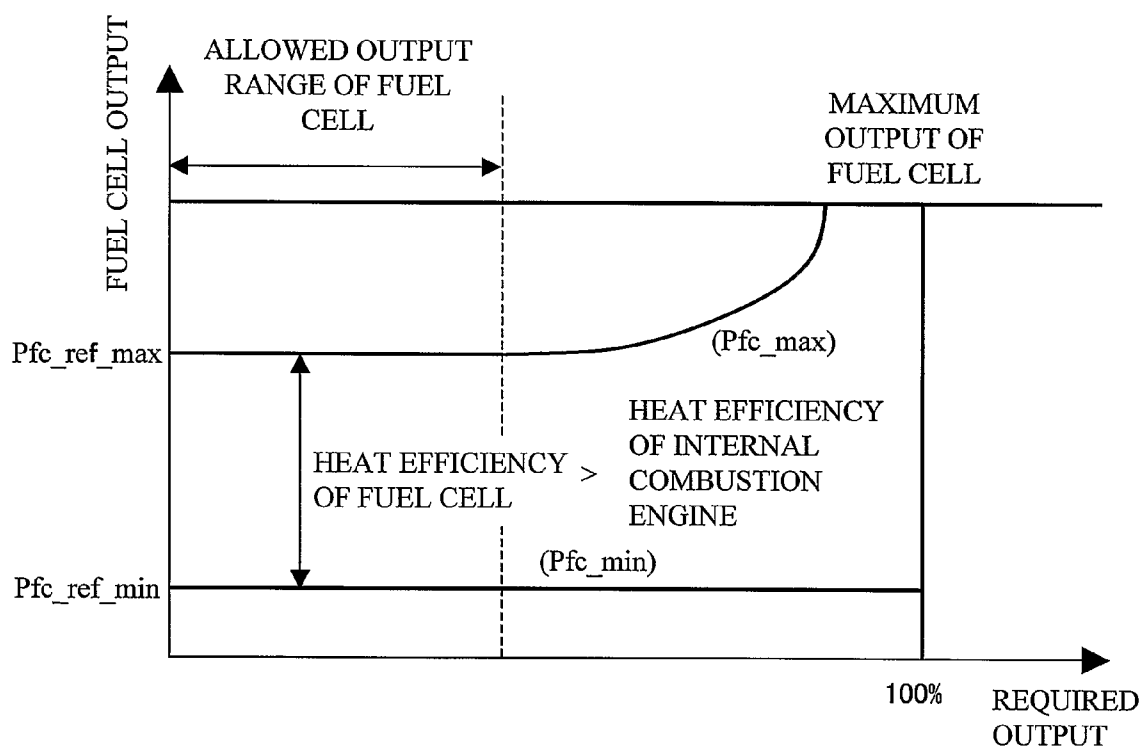 ALLOWED OUTPUT
RANGE OF FUEL
CELL
FUEL CELL OUTPUT
MAXIMUM
OUTPUT OF
FUEL CELL
Pfc_ref_max
(Pfc_max)
HEAT EFFICIENCY
OF FUEL CELL
>
HEAT EFFICIENCY
OF INTERNAL
COMBUSTION
ENGINE
(Pfc_min)
Pfc_ref_min
100%
REQUIRED
OUTPUT